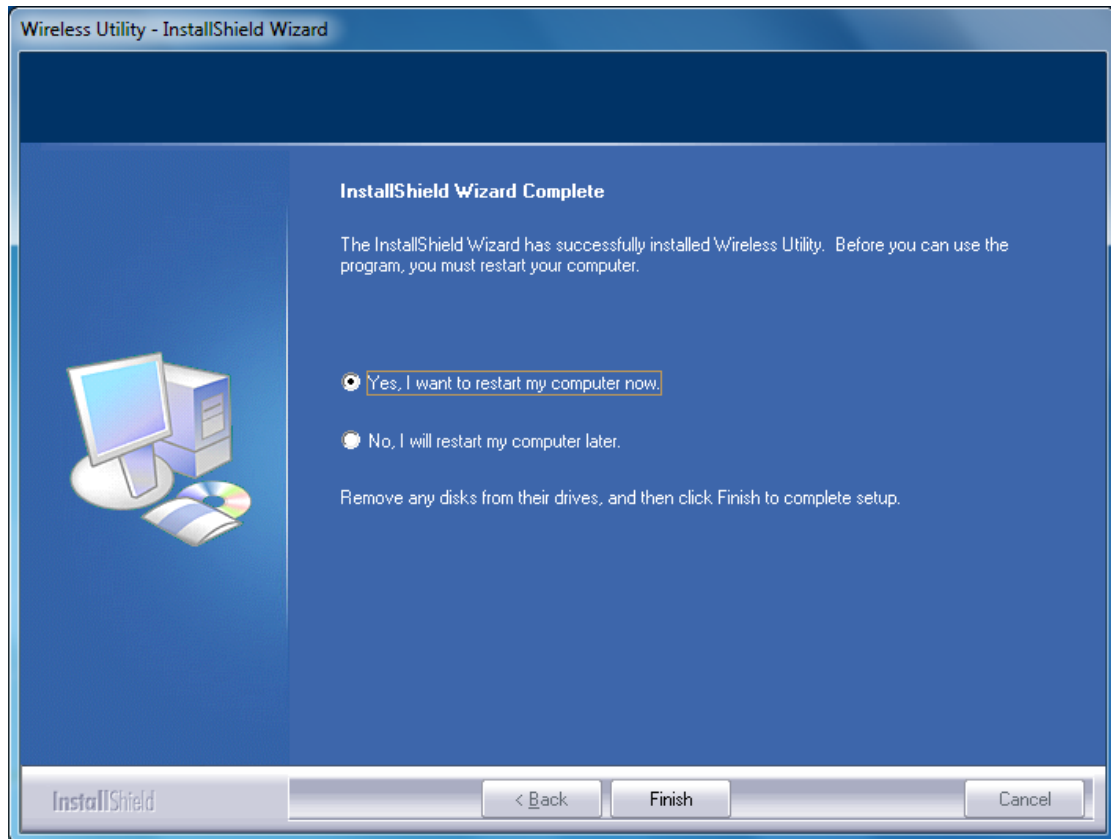 Wireless Utility - InstallShield Wizard
InstallShield Wizard Complete
The InstallShield Wizard has successfully installed Wireless Utility.  Before you can use the
program, you must restart your computer.
Yes, I want to restart my computer now.
No, I will restart my computer later.
Remove any disks from their drives, and then click Finish to complete setup.
InstallShield
< Back
Finish
Cancel